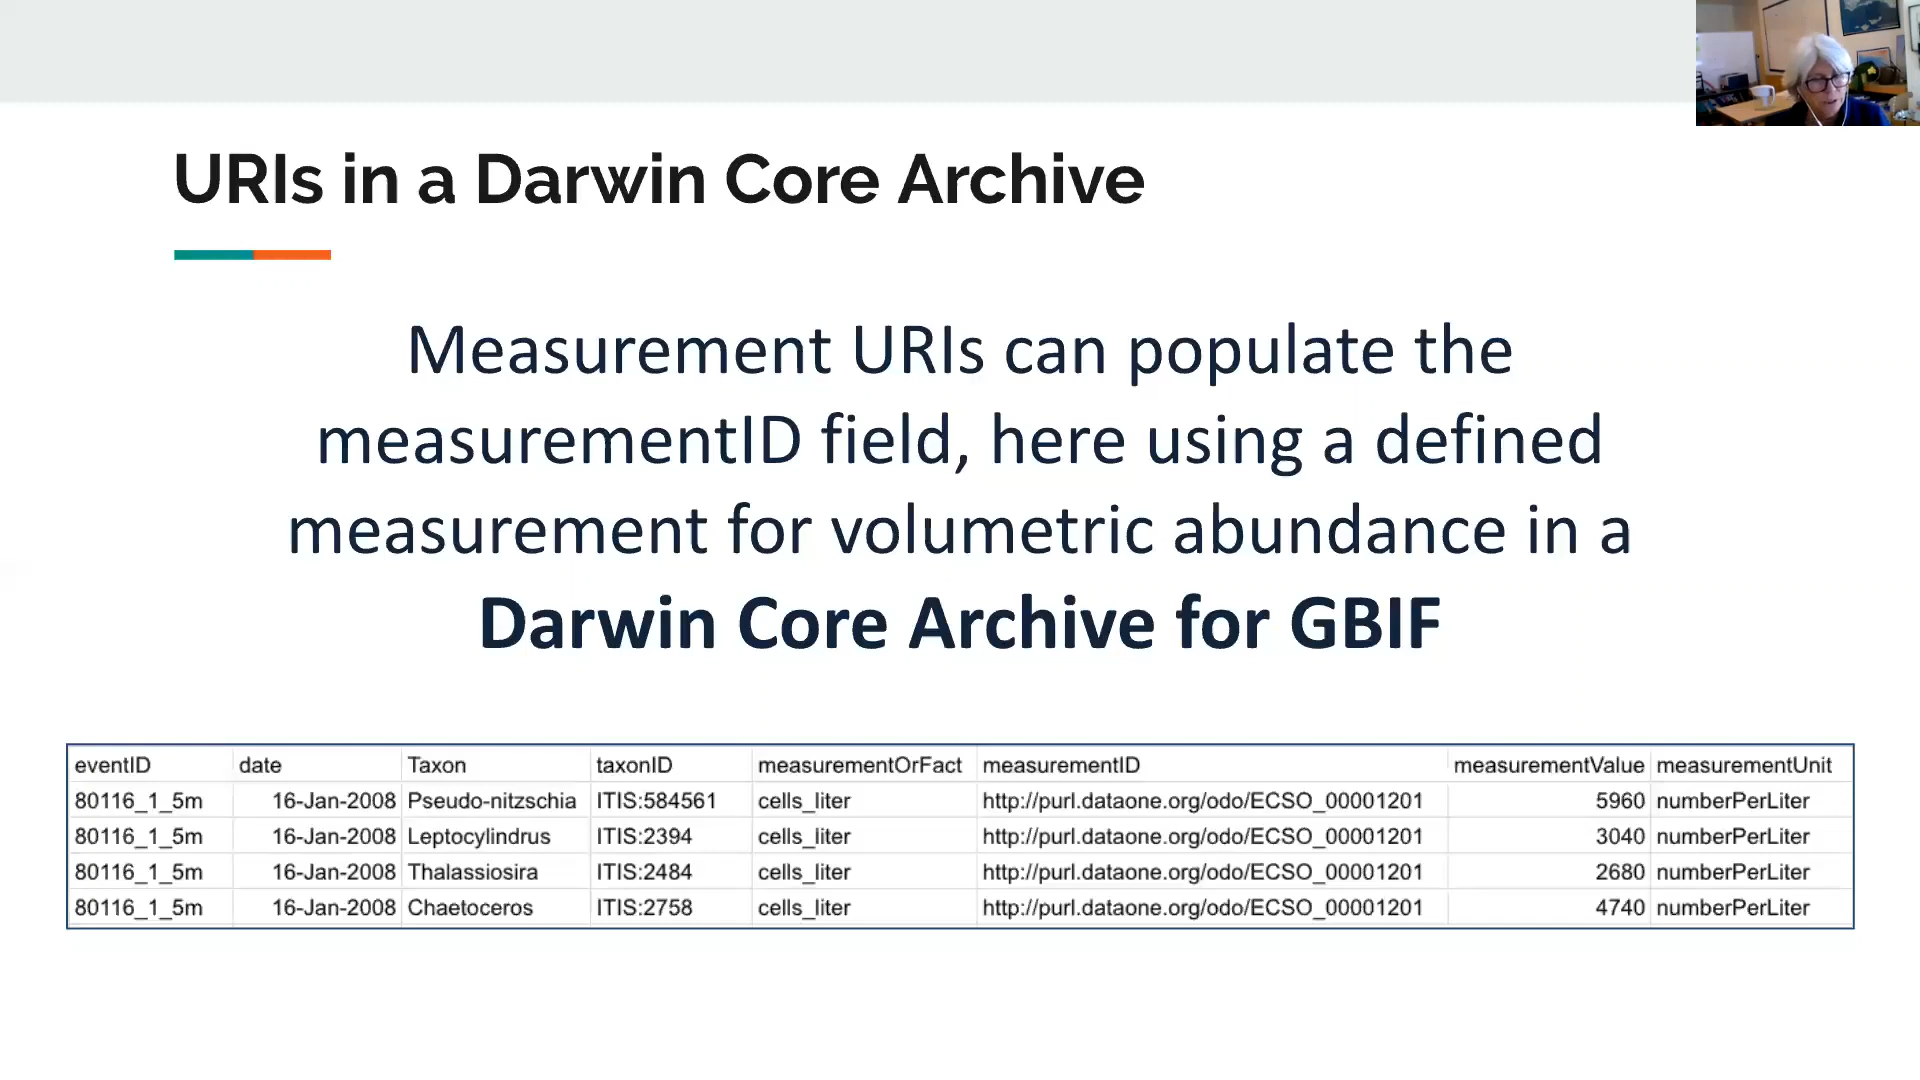 URIs in a Darwin Core Archive
Measurement URIs can populate the
measurementID field, here using a defined
measurement for volumetric abundance in a
Darwin Core Archive for GBIF
eventID date Taxon taxonID measurementOrFact measurementID measurementValue measurementUnit
80116_1_5m 16-Jan-2008 Pseudo-nitzschia ITIS:584561 cells_liter http://purl.dataone.org/odo/ECSO_00001201 5960 numberPerLiter
80116_1_5m 16-Jan-2008 Leptocylindrus ITIS:2394 cells_liter http://purl.dataone.org/odo/ECSO_00001201 3040 numberPerLiter
80116_1_5m 16-Jan-2008 Thalassiosira ITIS:2484 cells_liter http://purl.dataone.org/odo/ECSO_00001201 2680 numberPerLiter
80116_1_5m 16-Jan-2008 Chaetoceros ITIS:2758 cells_liter http://purl.dataone.org/odo/ECSO_00001201 4740 numberPerLiter